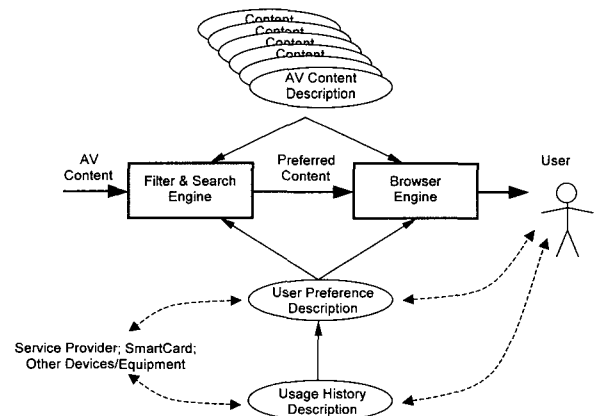 Content
Content
Content
Content
AV Content
Description
AV
Content
Filter & Search
Engine
Preferred
Content
Browser
Engine
User
User Preference
Description
Service Provider; SmartCard;
Other Devices/Equipment
Usage History
Description